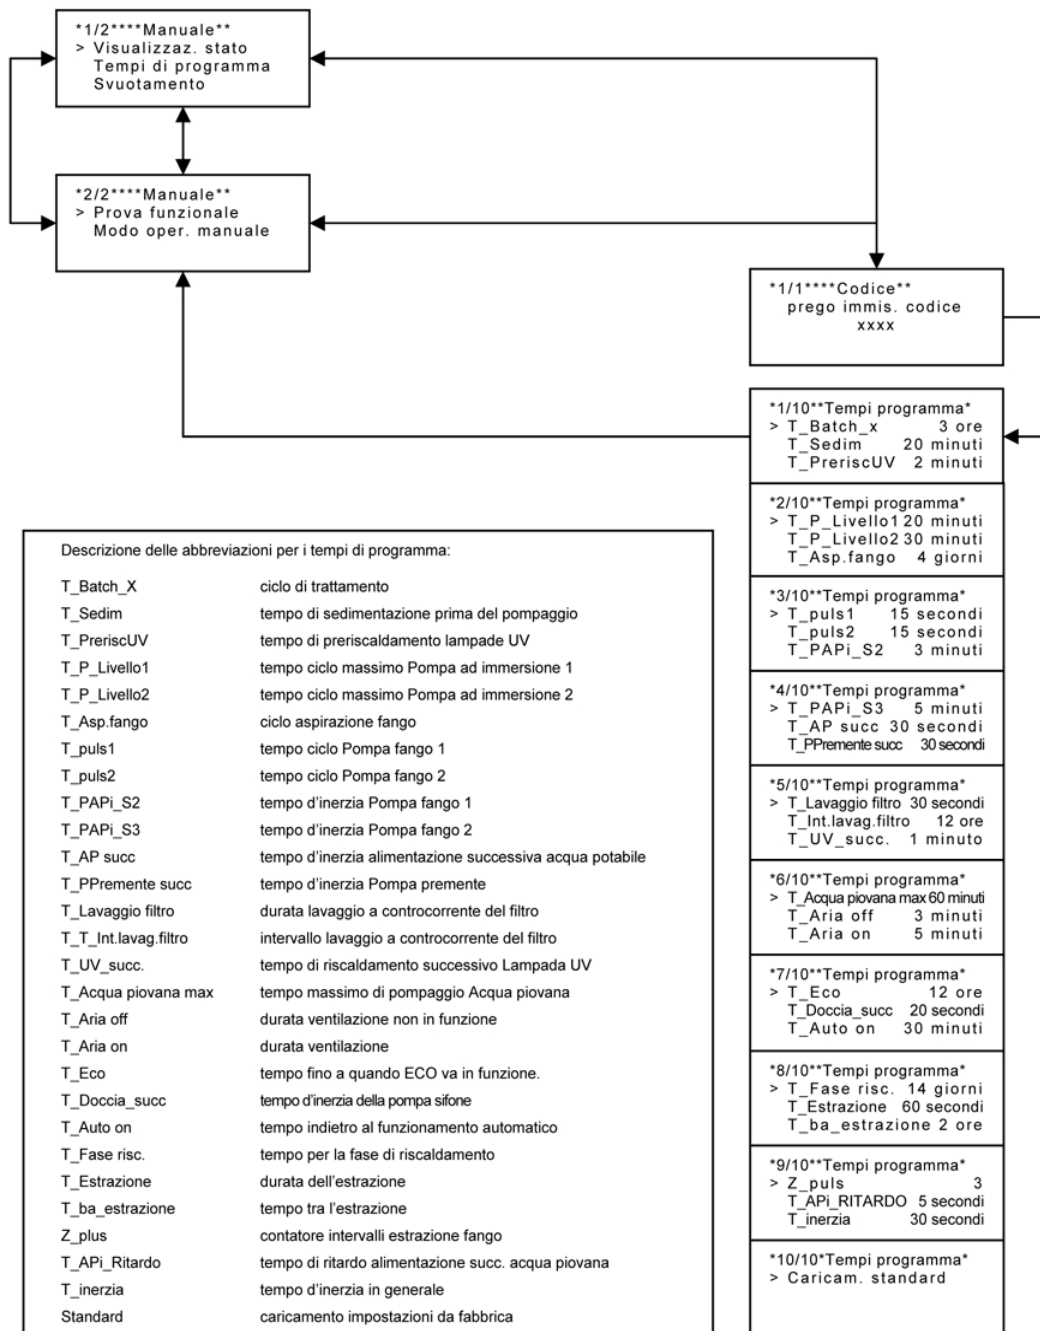 *1/2****Manuale**
> Visualizzaz. stato
Tempi di programma
Svuotamento
*2/2****Manuale**
> Prova funzionale
Modo oper. manuale
*1/1****Codice**
prego immis. codice
xxxx
*1/10**Tempi programma*
> T_Batch_x 3 ore
T_Sedim 20 minuti
T_PreriscUV 2 minuti
*2/10**Tempi programma*
> T_P_Livello1 20 minuti
T_P_Livello2 30 minuti
T_Asp.fango 4 giorni
*3/10**Tempi programma*
> T_puls1 15 secondi
T_puls2 15 secondi
T_PAPi_S2 3 minuti
*4/10**Tempi programma*
> T_PAPi_S3 5 minuti
T_AP succ 30 secondi
T_PPremente succ 30 secondi
*5/10**Tempi programma*
> T_Lavaggio filtro 30 secondi
T_Int.lavag.filtro 12 ore
T_UV_succ. 1 minuto
*6/10**Tempi programma*
> T_Acqua piovana max 60 minuti
T_Aria off 3 minuti
T_Aria on 5 minuti
*7/10**Tempi programma*
> T_Eco 12 ore
T_Doccia_succ 20 secondi
T_Auto on 30 minuti
*8/10**Tempi programma*
> T_Fase risc. 14 giorni
T_Estrazione 60 secondi
T_ba_estrazione 2 ore
*9/10**Tempi programma*
> Z_puls 3
T_APi_RITARDO 5 secondi
T_inerzia 30 secondi
*10/10*Tempi programma*
> Caricam. standard
Descrizione delle abbreviazioni per i tempi di programma:
T_Batch_X ciclo di trattamento
T_Sedim tempo di sedimentazione prima del pompaggio
T_PreriscUV tempo di preriscaldamento lampade UV
T_P_Livello1 tempo ciclo massimo Pompa ad immersione 1
T_P_Livello2 tempo ciclo massimo Pompa ad immersione 2
T_Asp.fango ciclo aspirazione fango
T_puls1 tempo ciclo Pompa fango 1
T_puls2 tempo ciclo Pompa fango 2
T_PAPi_S2 tempo d'inerzia Pompa fango 1
T_PAPi_S3 tempo d'inerzia Pompa fango 2
T_AP succ tempo d'inerzia alimentazione successiva acqua potabile
T_PPremente succ tempo d'inerzia Pompa premente
T_Lavaggio filtro durata lavaggio a controcorrente del filtro
T_T_Int.lavag.filtro intervallo lavaggio a controcorrente del filtro
T_UV_succ. tempo di riscaldamento successivo Lampada UV
T_Acqua piovana max tempo massimo di pompaggio Acqua piovana
T_Aria off durata ventilazione non in funzione
T_Aria on durata ventilazione
T_Eco tempo fino a quando ECO va in funzione.
T_Doccia_succ tempo d'inerzia della pompa sifone
T_Auto on tempo indietro al funzionamento automatico
T_Fase risc. tempo per la fase di riscaldamento
T_Estrazione durata dell'estrazione
T_ba_estrazione tempo tra l'estrazione
Z_plus contatore intervalli estrazione fango
T_APi_Ritardo tempo di ritardo alimentazione succ. acqua piovana
T_inerzia tempo d'inerzia in generale
Standard caricamento impostazioni da fabbrica